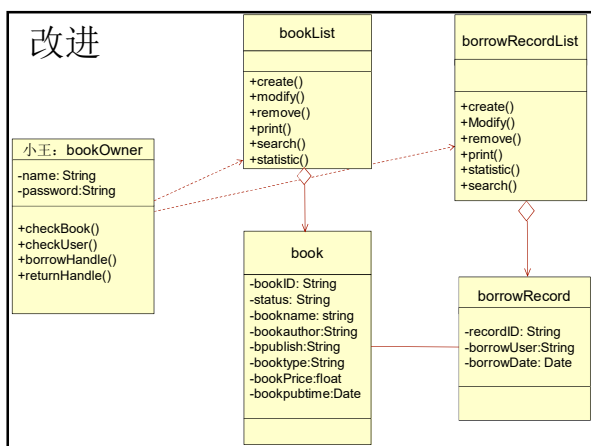 改进
bookList
+create()
+modify()
+remove()
+print()
+search()
+statistic()
borrowRecordList
+create()
+Modify()
+remove()
+print()
+statistic()
+search()
小王：bookOwner
-name: String
-password:String
+checkBook()
+checkUser()
+borrowHandle()
+returnHandle()
book
-bookID: String
-status: String
-bookname: string
-bookauthor:String
-bpublish:String
-booktype:String
-bookPrice:float
-bookpubtime:Date
borrowRecord
-recordID: String
-borrowUser:String
-borrowDate: Date